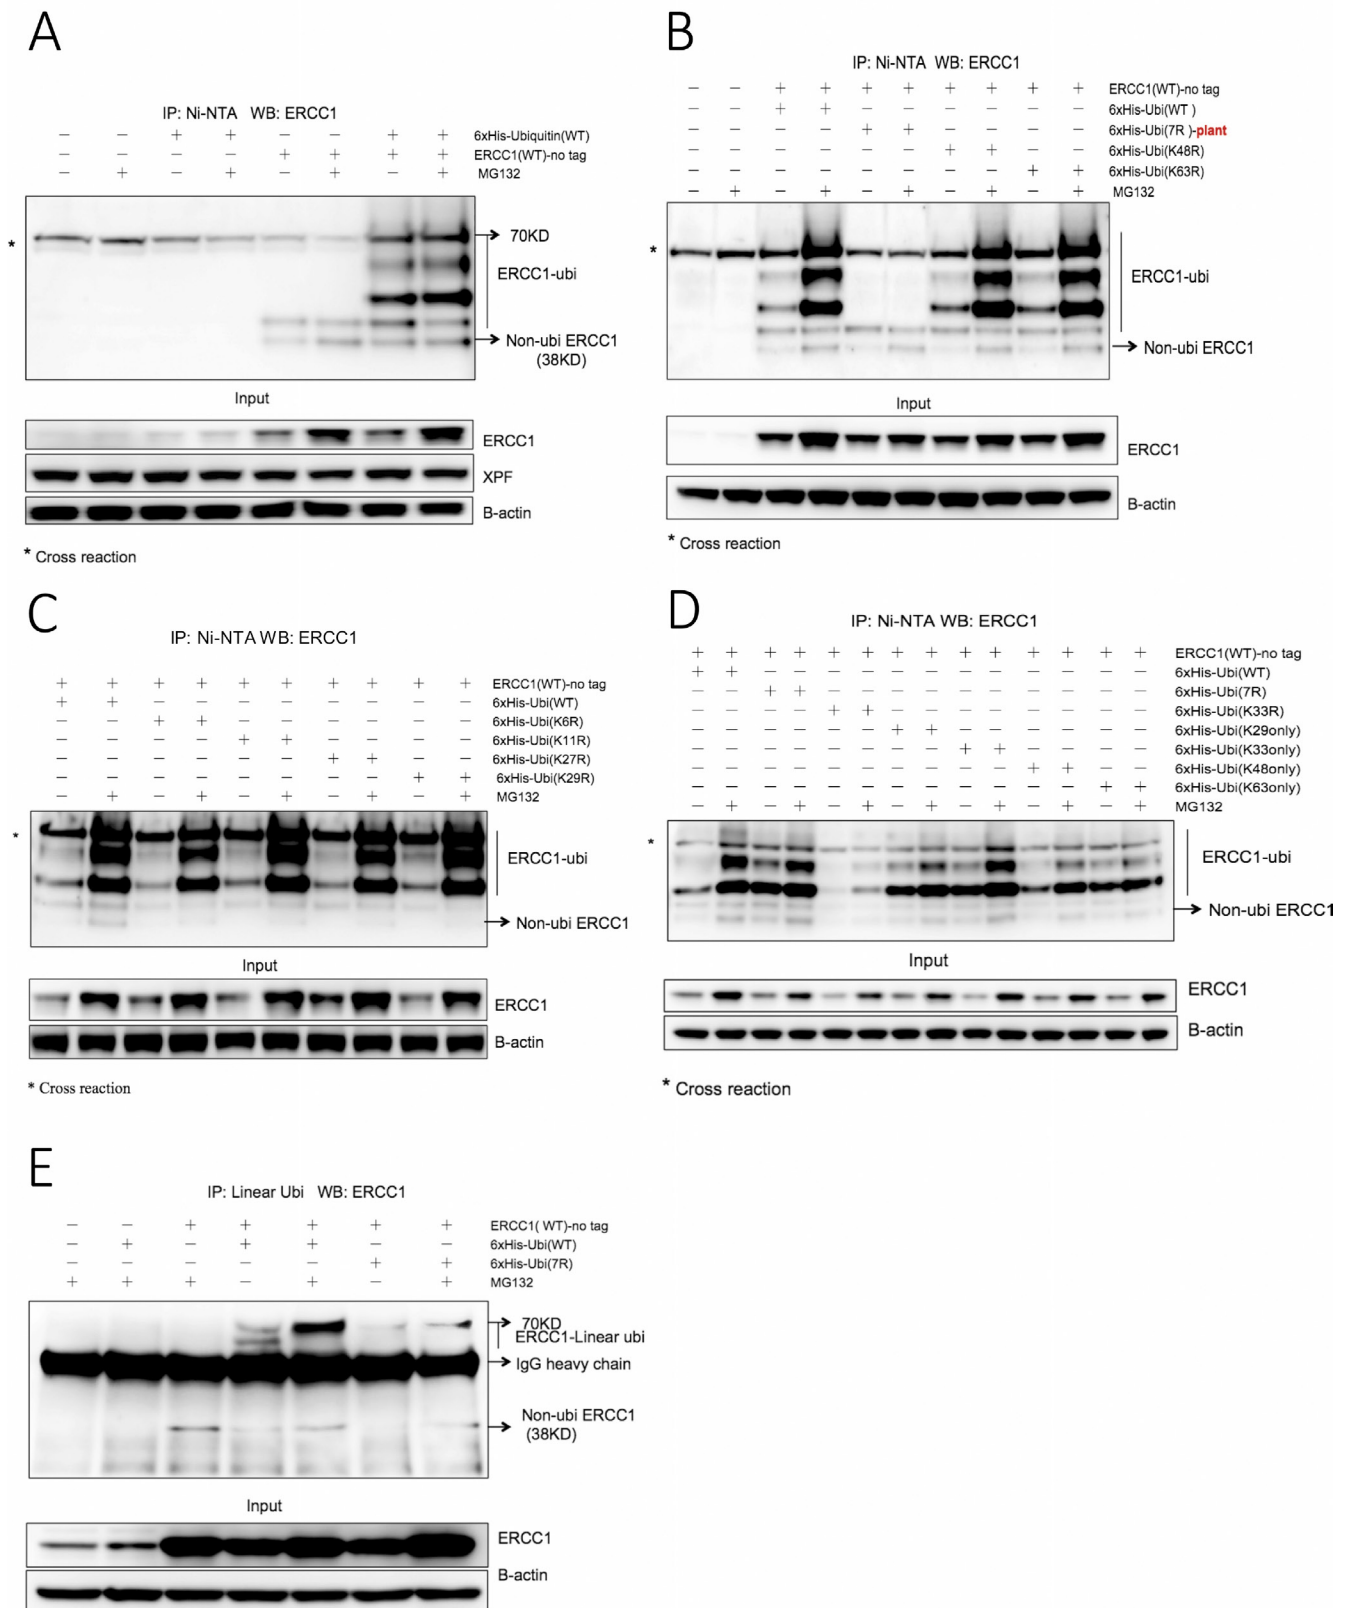 A
IP: Ni-NTA WB: ERCC1
− − + + − − + + 6xHis-Ubiquitin(WT)
− − − − + + + + ERCC1(WT)-no tag
− + − + − + − + MG132
*
70KD
ERCC1-ubi
Non-ubi ERCC1
(38KD)
Input
ERCC1
XPF
B-actin
* Cross reaction
B
IP: Ni-NTA WB: ERCC1
− − + + + + + + + + ERCC1(WT)-no tag
− − + + − − − − − − 6xHis-Ubi(WT )
− − − − + + − − − − 6xHis-Ubi(7R )-plant
− − − − − − + + − − 6xHis-Ubi(K48R)
− − − − − − − − + + 6xHis-Ubi(K63R)
− + − + − + − + − + MG132
*
ERCC1-ubi
Non-ubi ERCC1
Input
ERCC1
B-actin
* Cross reaction
C
IP: Ni-NTA WB: ERCC1
+ + + + + + + + + + ERCC1(WT)-no tag
+ + − − − − − − − − 6xHis-Ubi(WT)
− − + + − − − − − − 6xHis-Ubi(K6R)
− − − − + + − − − − 6xHis-Ubi(K11R)
− − − − − − + + − − 6xHis-Ubi(K27R)
− − − − − − − − + + 6xHis-Ubi(K29R)
− + − + − + − + − + MG132
*
ERCC1-ubi
Non-ubi ERCC1
Input
ERCC1
B-actin
* Cross reaction
D
IP: Ni-NTA WB: ERCC1
+ + + + + + + + + + + + + + ERCC1(WT)-no tag
+ + − − − − − − − − − − − − 6xHis-Ubi(WT)
− − + + − − − − − − − − − − 6xHis-Ubi(7R)
− − − − + + − − − − − − − − 6xHis-Ubi(K33R)
− − − − − − + + − − − − − − 6xHis-Ubi(K29only)
− − − − − − − − + + − − − − 6xHis-Ubi(K33only)
− − − − − − − − − − + + − − 6xHis-Ubi(K48only)
− − − − − − − − − − − − + + 6xHis-Ubi(K63only)
− + − + − + − + − + − + − + MG132
*
ERCC1-ubi
Non-ubi ERCC1
Input
ERCC1
B-actin
* Cross reaction
E
IP: Linear Ubi WB: ERCC1
− − + + + + + ERCC1( WT)-no tag
− + − + + − − 6xHis-Ubi(WT)
− − − − − + + 6xHis-Ubi(7R)
+ + + − + − + MG132
70KD
ERCC1-Linear ubi
IgG heavy chain
Non-ubi ERCC1
(38KD)
Input
ERCC1
B-actin